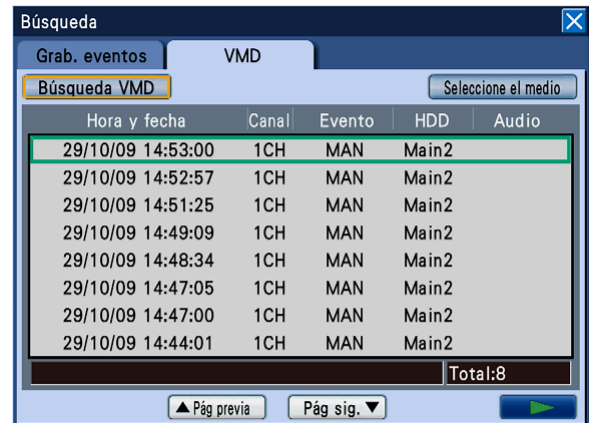 Búsqueda
Grab. eventos VMD
Búsqueda VMD Seleccione el medio
Hora y fecha Canal Evento HDD Audio
29/10/09 14:53:00 1CH MAN Main2
29/10/09 14:52:57 1CH MAN Main2
29/10/09 14:51:25 1CH MAN Main2
29/10/09 14:49:09 1CH MAN Main2
29/10/09 14:48:34 1CH MAN Main2
29/10/09 14:47:05 1CH MAN Main2
29/10/09 14:47:00 1CH MAN Main2
29/10/09 14:44:01 1CH MAN Main2
Total:8
▲ Pág previa Pág sig. ▼